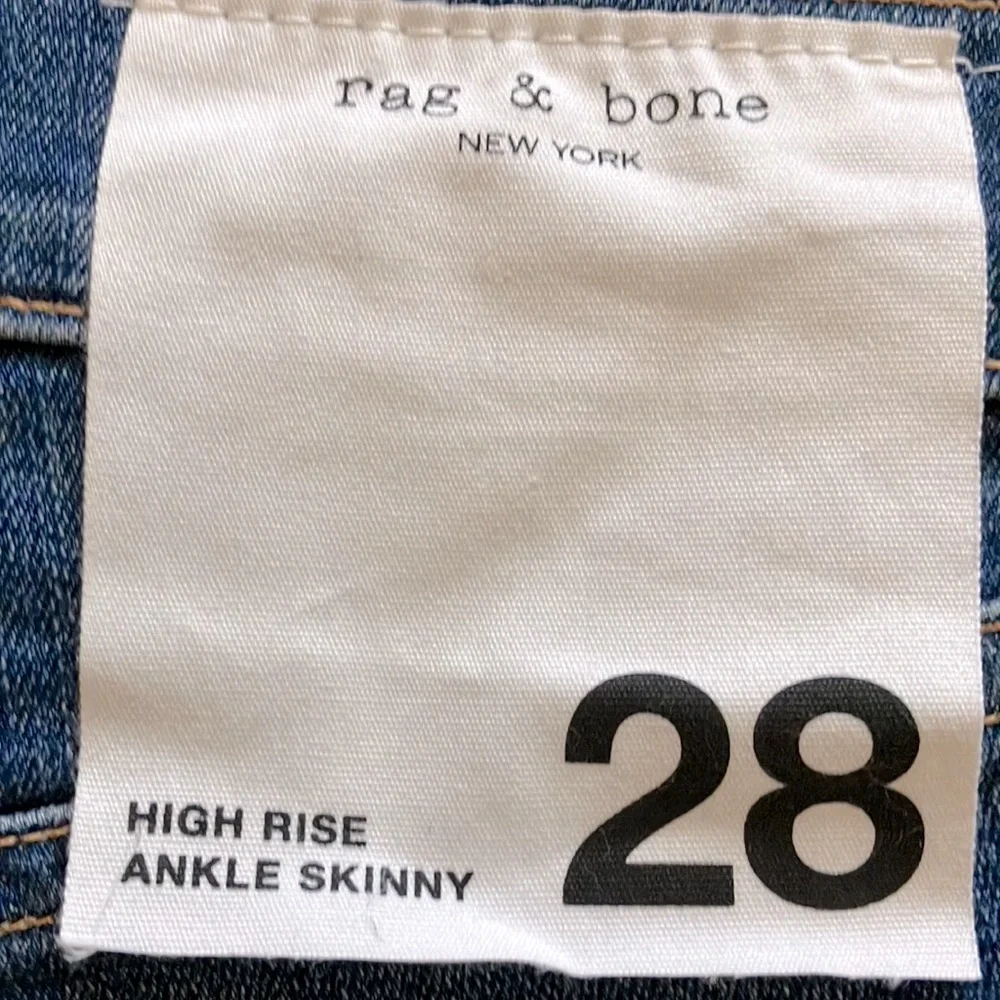 rag & bone
NEW YORK
HIGH RISE
ANKLE SKINNY
28